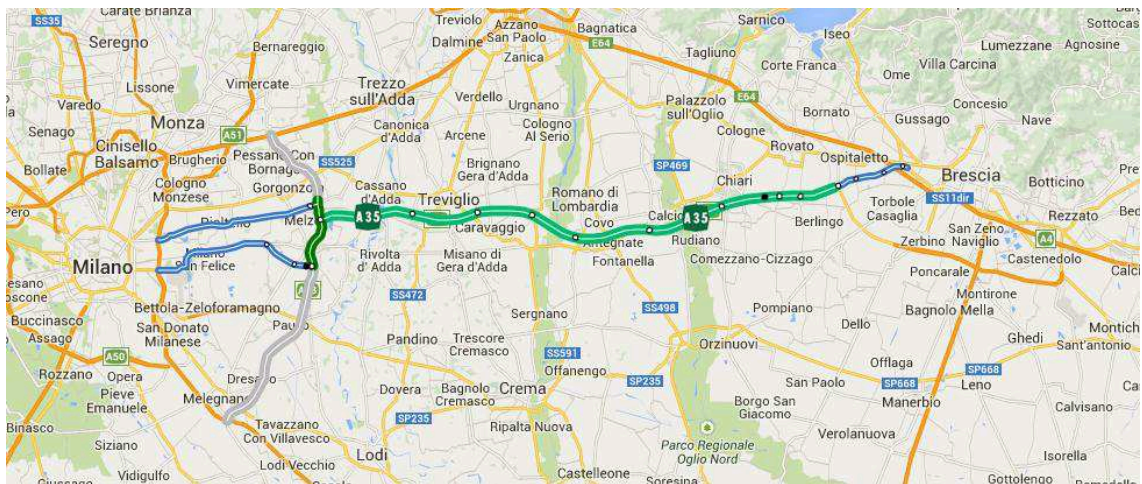 SS35
Carate Brianza
Seregno
Bernareggio
Treviolo
Azzano
San Paolo
Dalmine
Zanica
Bagnatica
E64
Sarnico
Iseo
Tagliuno
Corte Franca
Ome
Lumezzane
Sottocas
Agnosine
Villa Carcina
Lissone
Vimercate
Trezzo
sull'Adda
Verdello
Urgnano
Palazzolo
sull'Oglio
E64
Bornato
Concesio
Nave
Gussago
Varedo
Senago
Monza
A51
Canonica
d'Adda
Arcene
Cologno
Al Serio
Cologne
Rovato
Ospitaletto
Cinisello
Balsamo
Brugherio
Bollate
Pessano Con
Bornago
SS525
Gorgonzo
Cologno
Monzese
Cassano
d'Adda
Brignano
Gera d'Adda
Treviglio
Romano di
Lombardia
SP469
Chiari
Brescia
Botticino
SS11dir
Pero
Melz
A35
Caravaggio
Covo
Antegnate
Calcio
A35
Rudiano
Berlingo
Torbole
Casaglia
Rezzato
San Zeno
Naviglio
A4
Castenedolo
Calci
Zerbino
Milano
San Felice
Rivolta
d' Adda
Misano di
Gera d'Adda
Fontanella
Comezzano-Cizzago
Poncarale
Montirone
Bettola-Zeloforamagno
SS472
SS498
Pompiano
Bagnolo Mella
Buccinasco
Assago
San Donato
Milanese
Paullo
Pandino
Sergnano
Dello
Ghedi
Montich
Sant'antonio
A50
Trescore
Cremasco
SS591
Offanengo
Orzinuovi
Offlaga
SP668
Leno
Rozzano
Opera
Pieve
Emanuele
Dresano
Melegnano
Dovera
Bagnolo
Cremasco
Crema
SP235
San Paolo
SP668
Manerbio
Calvisano
Binasco
Siziano
Tavazzano
Con Villavesco
SP235
Ripalta Nuova
Borgo San
Giacomo
Verolanuova
Parco Regionale
Oglio Nord
Isorella
Vidigulfo
Lodi Vecchio
Lodi
Castelleone
Soresina
Gottolengo